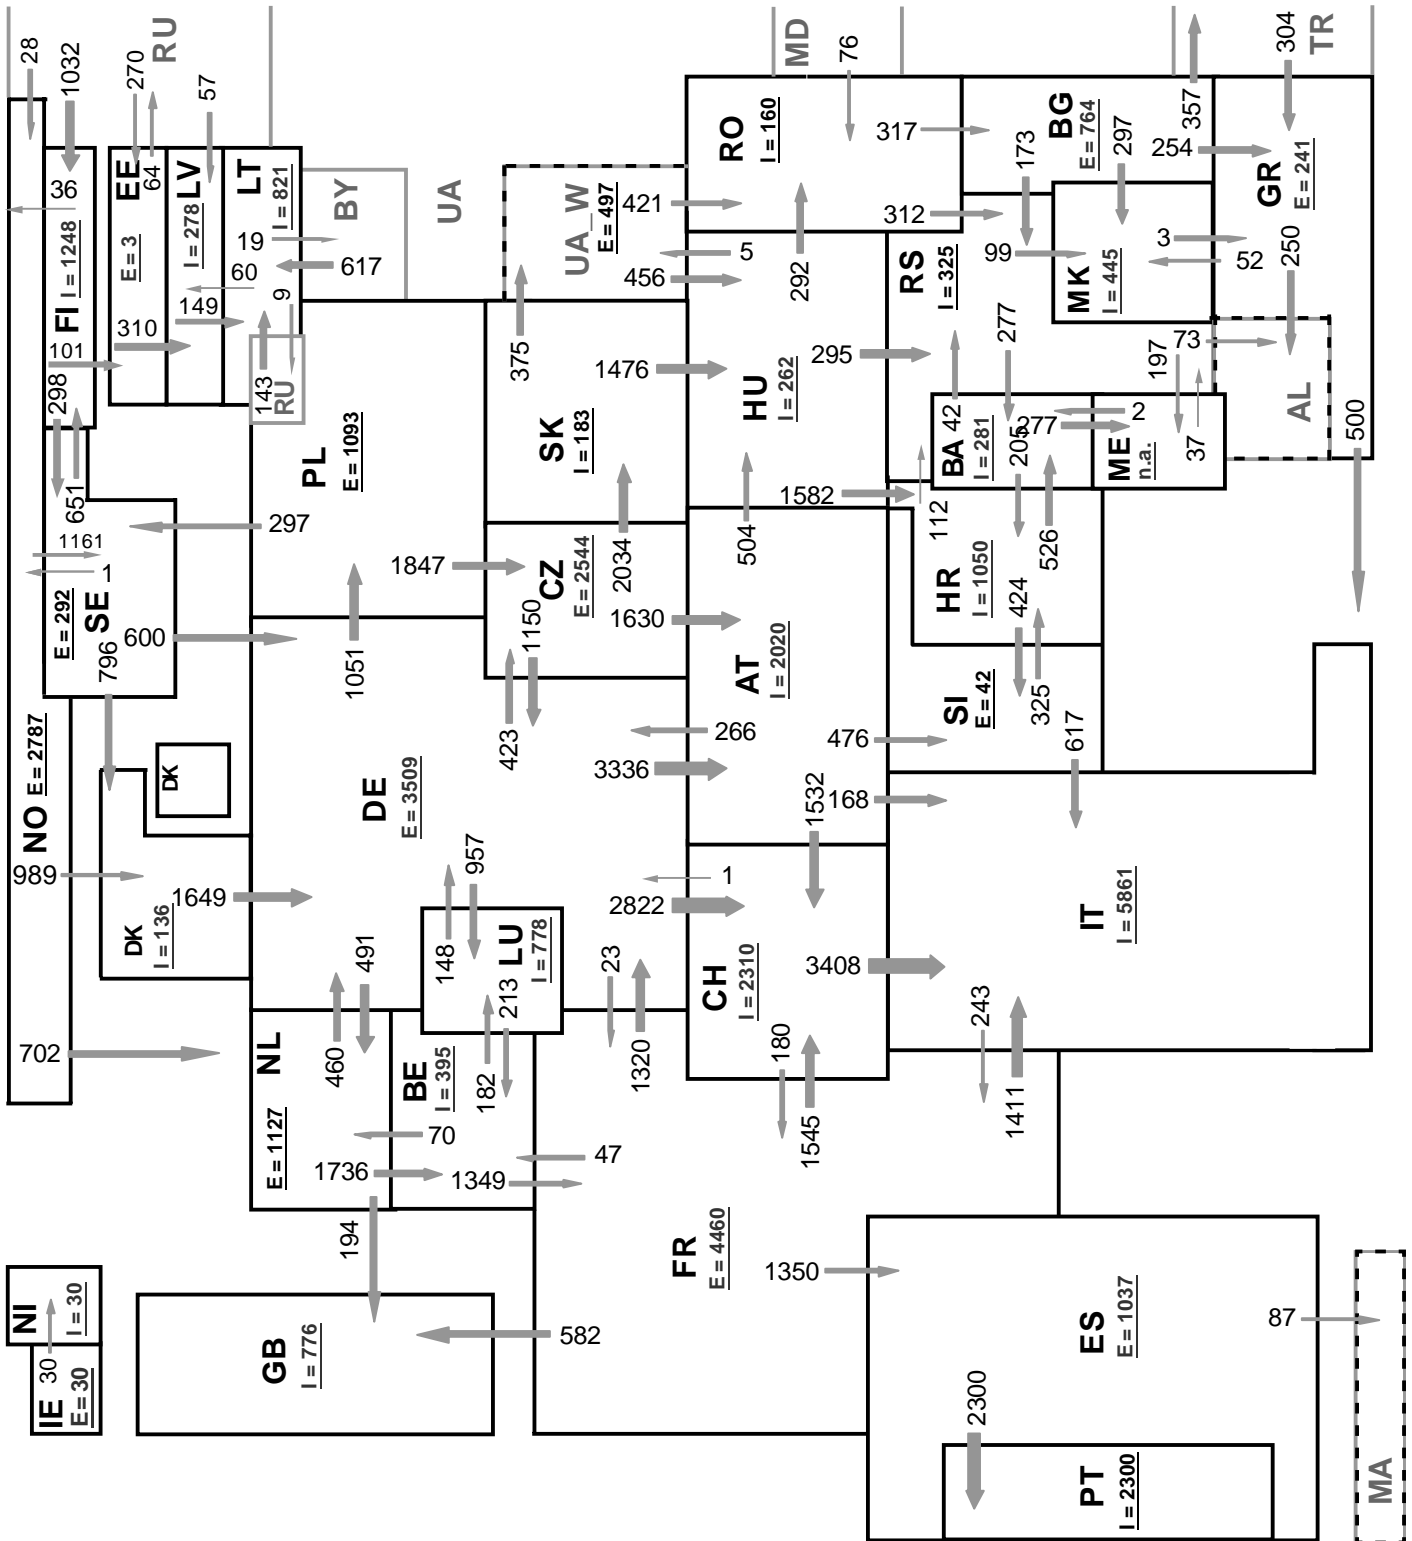 28
1032
RU
270
57
MD
76
304
TR
357
36
EE
64
LV
LT
I = 821
BY
UA
UA_W
E = 497
RO
I = 160
317
BG
E = 764
173
297
254
GR
E = 241
FI
I = 1248
E = 3
I = 278
19
60
617
9
421
312
5
456
292
RS
I = 325
99
MK
I = 445
3
52
250
101
298
310
149
143
RU
375
1476
HU
I = 262
295
277
197
73
AL
500
651
PL
E = 1093
SK
I = 183
BA
I = 281
42
205
277
2
ME
n.a.
37
1161
1
297
1847
CZ
E = 2544
2034
504
1582
112
HR
I = 1050
526
SE
E = 292
796
600
1051
423
1150
1630
AT
I = 2020
SI
E = 42
424
325
617
NO
E = 2787
DK
DE
E = 3509
266
3336
476
1532
168
989
DK
I = 136
1649
148
957
1
2822
LU
I = 778
213
23
CH
I = 2310
3408
IT
I = 5861
702
491
460
NL
E = 1127
BE
I = 395
182
1320
180
1545
243
1411
70
1736
1349
47
194
FR
E = 4460
1350
NI
I = 30
IE
E = 30
30
GB
I = 776
582
ES
E = 1037
87
2300
PT
I = 2300
MA